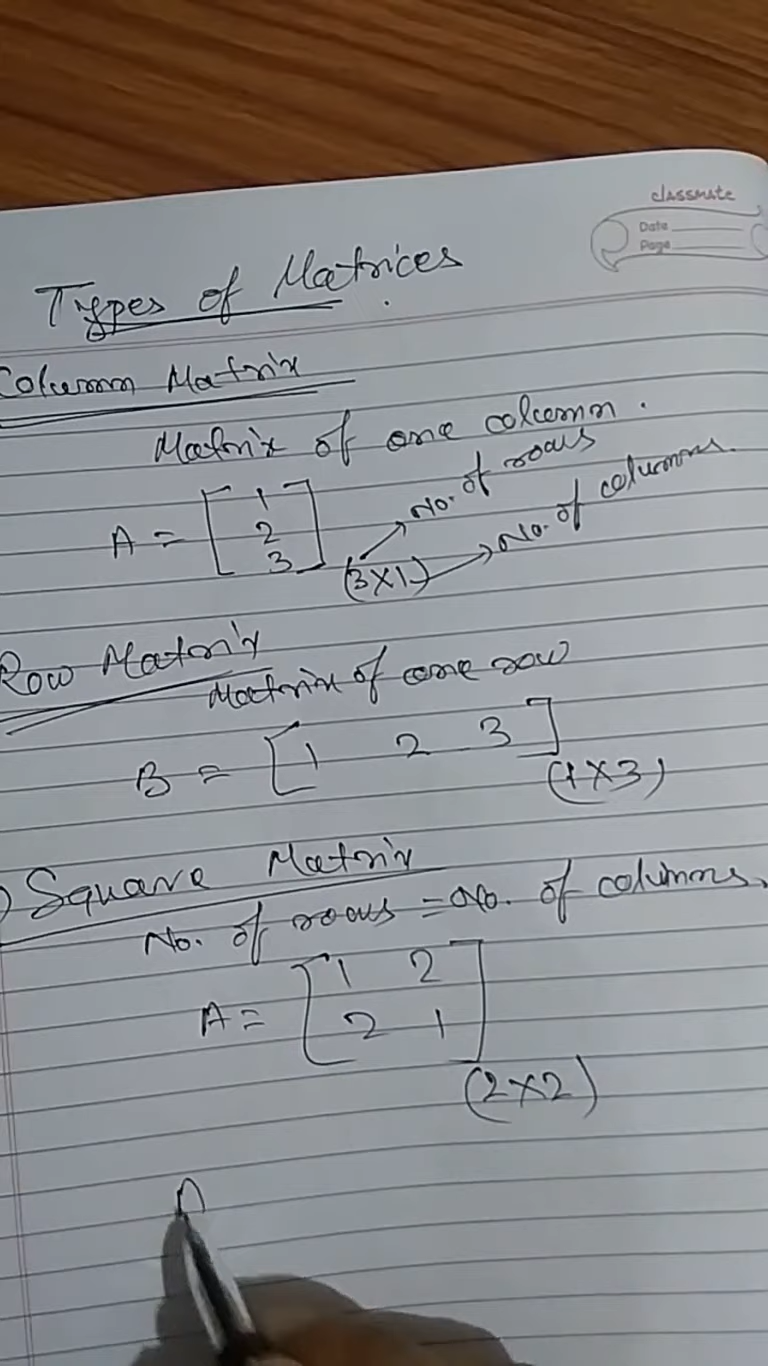 classmate
Date
Page
Types of Matrices
Column Matrix
Matrix of one column.
No. of rows
No. of columns.
A = [1
2
3] (3×1)
Row Matrix
Matrix of one row
B = [1 2 3] (1×3)
Square Matrix
No. of rows = No. of columns.
A = [1 2
2 1] (2×2)